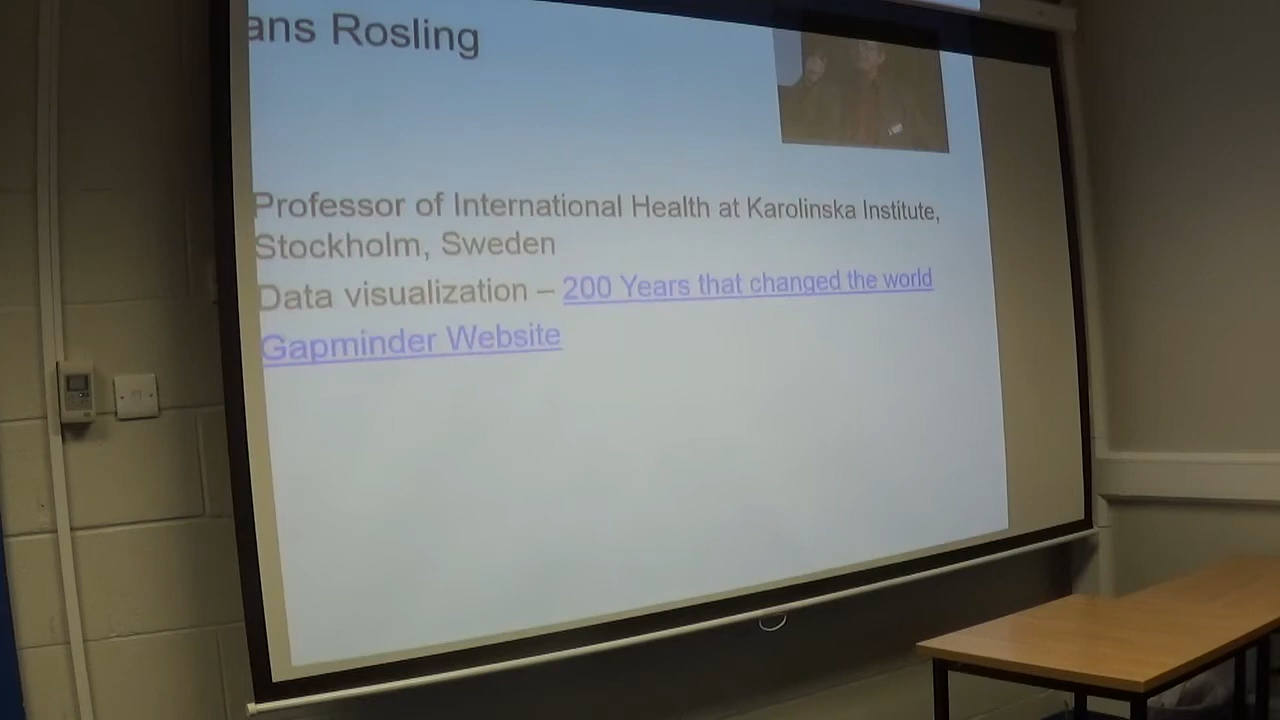 ans Rosling
Professor of International Health at Karolinska Institute,
Stockholm, Sweden
Data visualization – 200 Years that changed the world
Gapminder Website